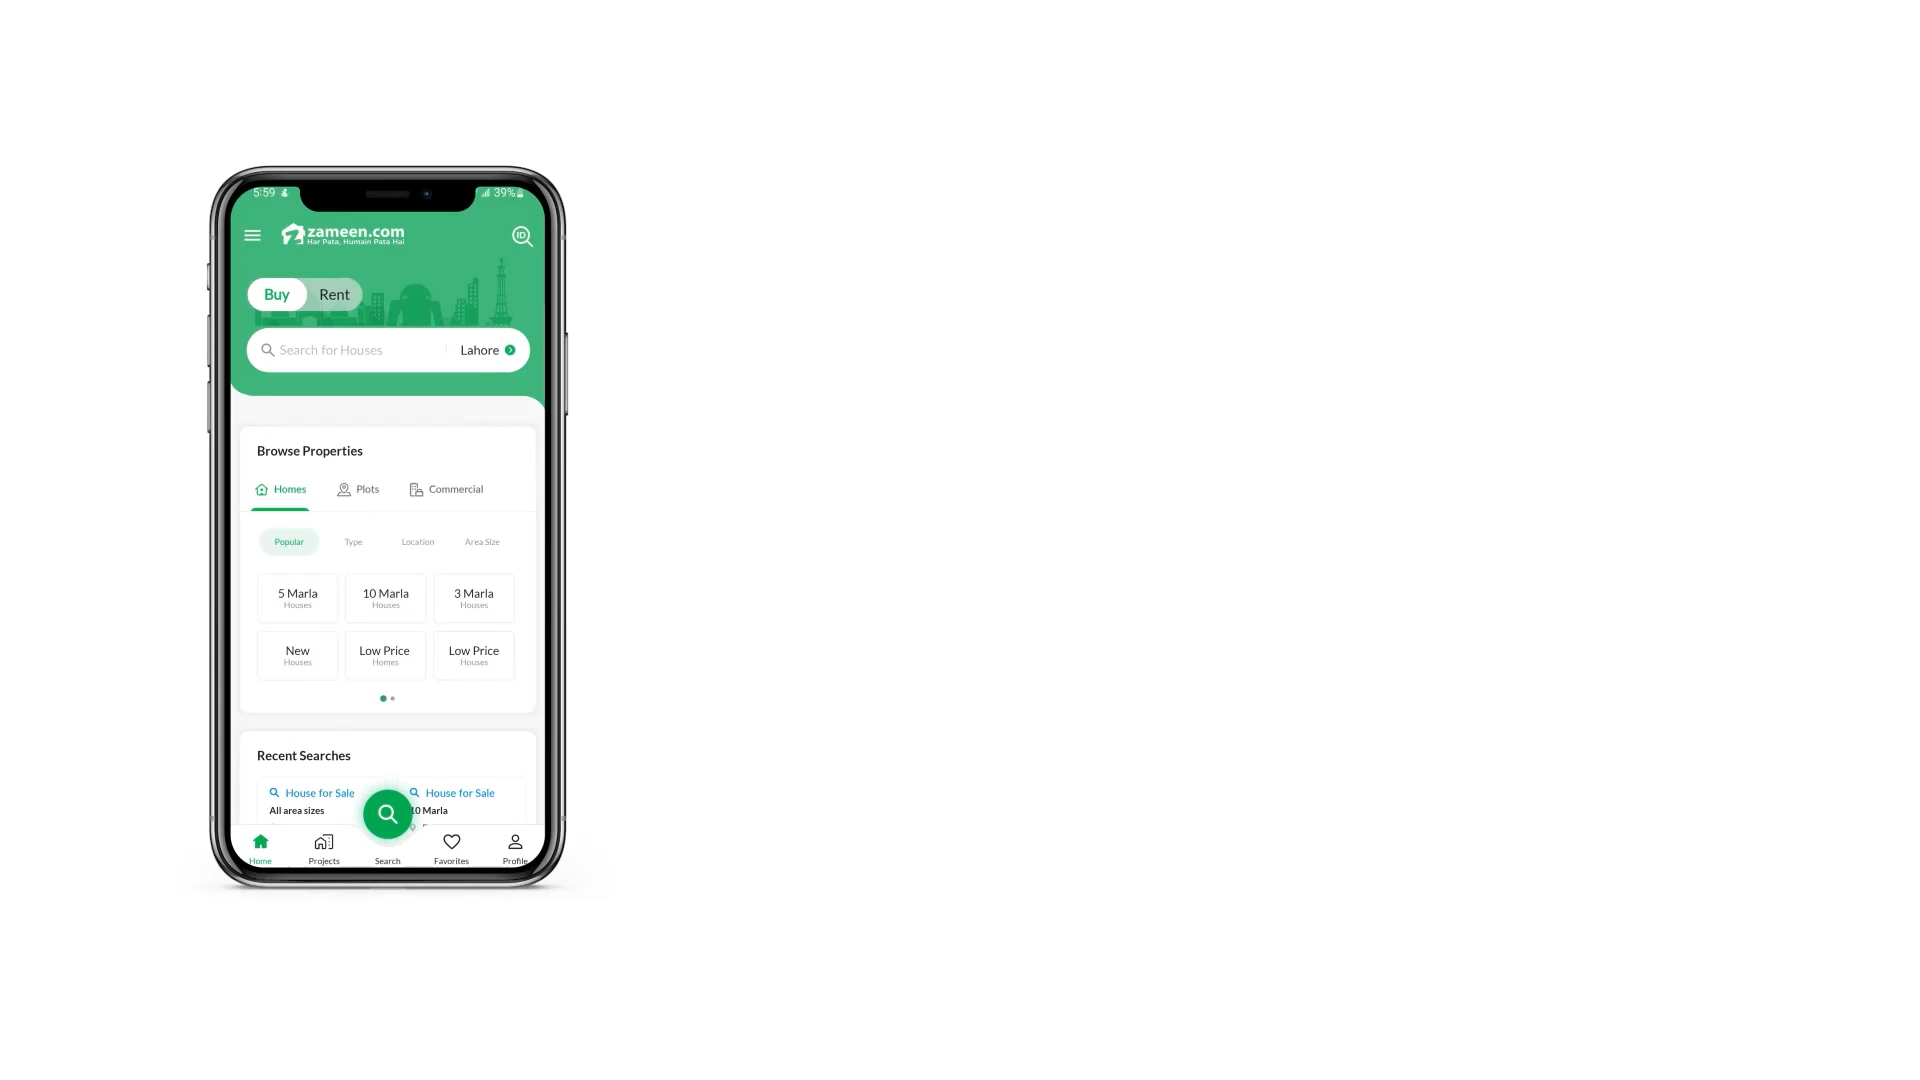 5:59 39%
zameen.com
Har Pata, Humain Pata Hai
ID
Buy Rent
Search for Houses Lahore
Browse Properties
Homes Plots Commercial
Popular Type Location Area Size
5 Marla 10 Marla 3 Marla
Houses Houses Houses
New Low Price Low Price
Houses Homes Houses
Recent Searches
House for Sale House for Sale
All area sizes 10 Marla
Home Projects Search Favorites Profile